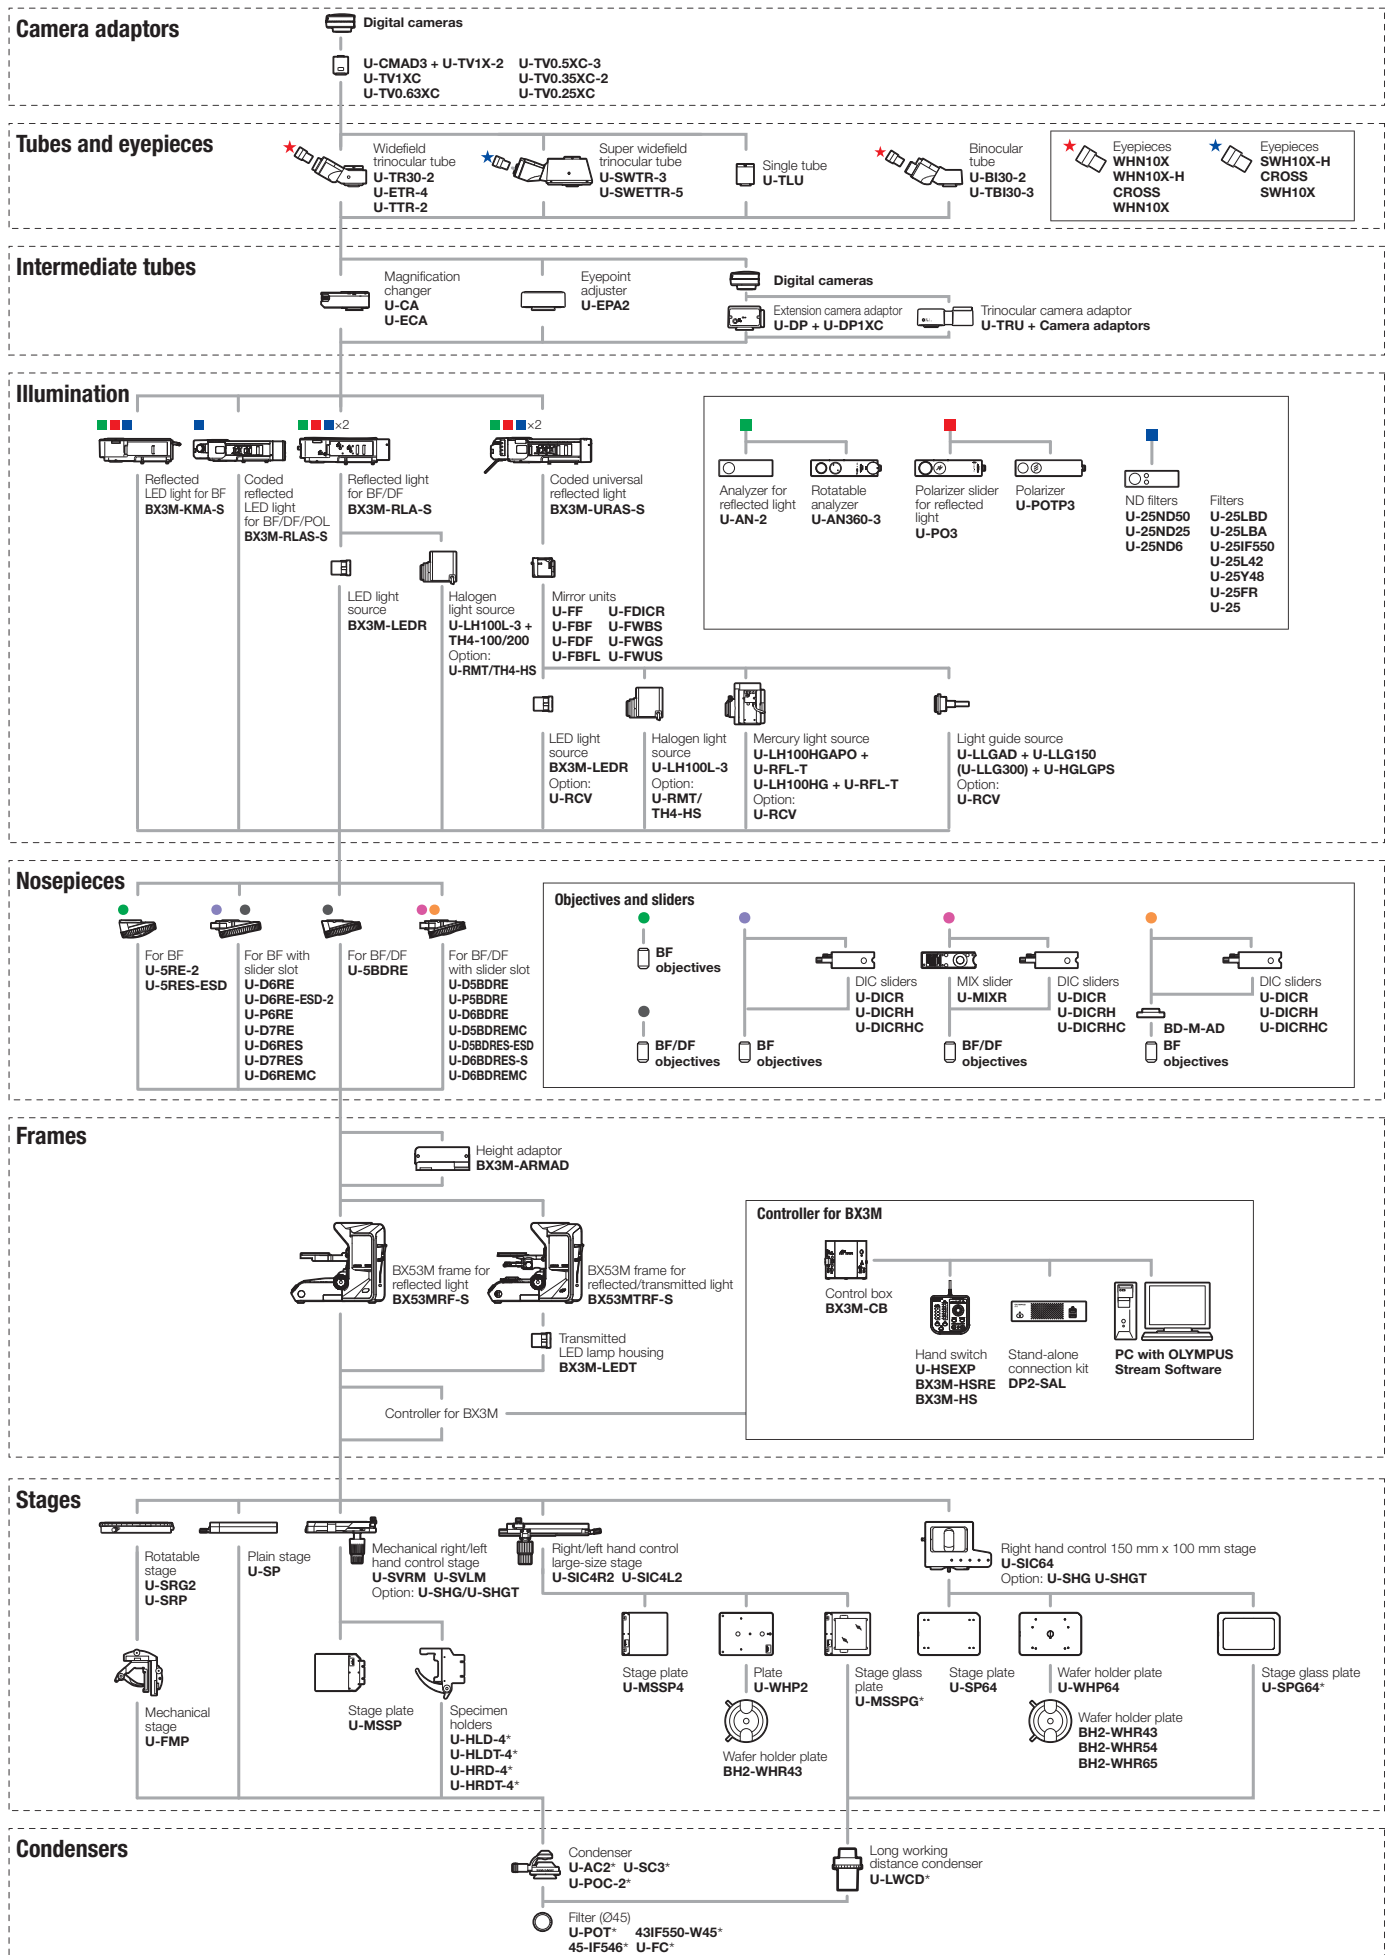 Camera adaptors
Digital cameras
U-CMAD3 + U-TV1X-2
U-TV1XC
U-TV0.63XC
U-TV0.5XC-3
U-TV0.35XC-2
U-TV0.25XC
Tubes and eyepieces
Widefield
trinocular tube
U-TR30-2
U-ETR-4
U-TTR-2
Super widefield
trinocular tube
U-SWTR-3
U-SWETTR-5
Single tube
U-TLU
Binocular
tube
U-BI30-2
U-TBI30-3
Eyepieces
WHN10X
WHN10X-H
CROSS
WHN10X
Eyepieces
SWH10X-H
CROSS
SWH10X
Intermediate tubes
Magnification
changer
U-CA
U-ECA
Eyepoint
adjuster
U-EPA2
Digital cameras
Extension camera adaptor
U-DP + U-DP1XC
Trinocular camera adaptor
U-TRU + Camera adaptors
Illumination
×2
×2
Reflected
LED light for BF
BX3M-KMA-S
Coded
reflected
LED light
for BF/DF/POL
BX3M-RLAS-S
Reflected light
for BF/DF
BX3M-RLA-S
Coded universal
reflected light
BX3M-URAS-S
Analyzer for
reflected light
U-AN-2
Rotatable
analyzer
U-AN360-3
Polarizer slider
for reflected
light
U-PO3
Polarizer
U-POTP3
ND filters
U-25ND50
U-25ND25
U-25ND6
Filters
U-25LBD
U-25LBA
U-25IF550
U-25L42
U-25Y48
U-25FR
U-25
LED light
source
BX3M-LEDR
Halogen
light source
U-LH100L-3 +
TH4-100/200
Option:
U-RMT/TH4-HS
Mirror units
U-FF
U-FBF
U-FDF
U-FBFL
U-FDICR
U-FWBS
U-FWGS
U-FWUS
LED light
source
BX3M-LEDR
Option:
U-RCV
Halogen light
source
U-LH100L-3
Option:
U-RMT/
TH4-HS
Mercury light source
U-LH100HGAPO +
U-RFL-T
U-LH100HG + U-RFL-T
Option:
U-RCV
Light guide source
U-LLGAD + U-LLG150
(U-LLG300) + U-HGLGPS
Option:
U-RCV
Nosepieces
For BF
U-5RE-2
U-5RES-ESD
For BF with
slider slot
U-D6RE
U-D6RE-ESD-2
U-P6RE
U-D7RE
U-D6RES
U-D7RES
U-D6REMC
For BF/DF
U-5BDRE
For BF/DF
with slider slot
U-D5BDRE
U-P5BDRE
U-D6BDRE
U-D5BDREMC
U-D5BDRES-ESD
U-D6BDRES-S
U-D6BDREMC
Objectives and sliders
BF
objectives
BF/DF
objectives
DIC sliders
U-DICR
U-DICRH
U-DICRHC
BF
objectives
MIX slider
U-MIXR
DIC sliders
U-DICR
U-DICRH
U-DICRHC
BF/DF
objectives
DIC sliders
U-DICR
U-DICRH
U-DICRHC
BD-M-AD
BF
objectives
Frames
Height adaptor
BX3M-ARMAD
BX53M frame for
reflected light
BX53MRF-S
BX53M frame for
reflected/transmitted light
BX53MTRF-S
Transmitted
LED lamp housing
BX3M-LEDT
Controller for BX3M
Controller for BX3M
Control box
BX3M-CB
Hand switch
U-HSEXP
BX3M-HSRE
BX3M-HS
Stand-alone
connection kit
DP2-SAL
PC with OLYMPUS
Stream Software
Stages
Rotatable
stage
U-SRG2
U-SRP
Plain stage
U-SP
Mechanical right/left
hand control stage
U-SVRM U-SVLM
Option: U-SHG/U-SHGT
Right/left hand control
large-size stage
U-SIC4R2 U-SIC4L2
Right hand control 150 mm x 100 mm stage
U-SIC64
Option: U-SHG U-SHGT
Mechanical
stage
U-FMP
Stage plate
U-MSSP
Specimen
holders
U-HLD-4*
U-HLDT-4*
U-HRD-4*
U-HRDT-4*
Stage plate
U-MSSP4
Plate
U-WHP2
Wafer holder plate
BH2-WHR43
Stage glass
plate
U-MSSPG*
Stage plate
U-SP64
Wafer holder plate
U-WHP64
Wafer holder plate
BH2-WHR43
BH2-WHR54
BH2-WHR65
Stage glass plate
U-SPG64*
Condensers
Condenser
U-AC2* U-SC3*
U-POC-2*
Long working
distance condenser
U-LWCD*
Filter (Ø45)
U-POT* 43IF550-W45*
45-IF546* U-FC*